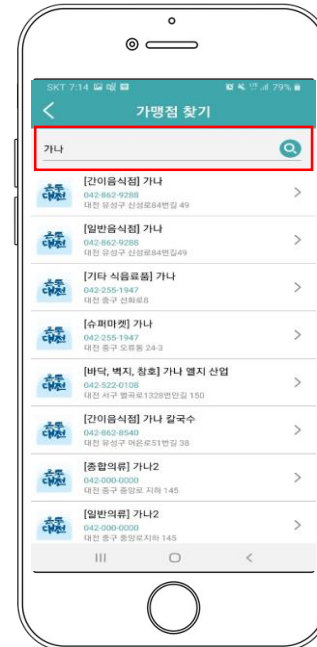 SKT 7:14 79%
가맹점 찾기
가나
[간이음식점] 가나
042-862-9288
대전 유성구 신성로84번길 49
[일반음식점] 가나
042-862-9288
대전 유성구 신성로84번길49
[기타 식음료품] 가나
042-255-1947
대전 중구 선화로8
[슈퍼마켓] 가나
042-255-1947
대전 중구 오류동 24-3
[바닥, 벽지, 창호] 가나 엘지 산업
042-522-0108
대전 서구 벌곡로1328번안길 150
[간이음식점] 가나 칼국수
042-862-8540
대전 유성구 어은로51번길 38
[종합의류] 가나2
042-000-0000
대전 중구 중앙로 지하 145
[일반의류] 가나2
042-000-0000
대전 중구 중앙로지하 145